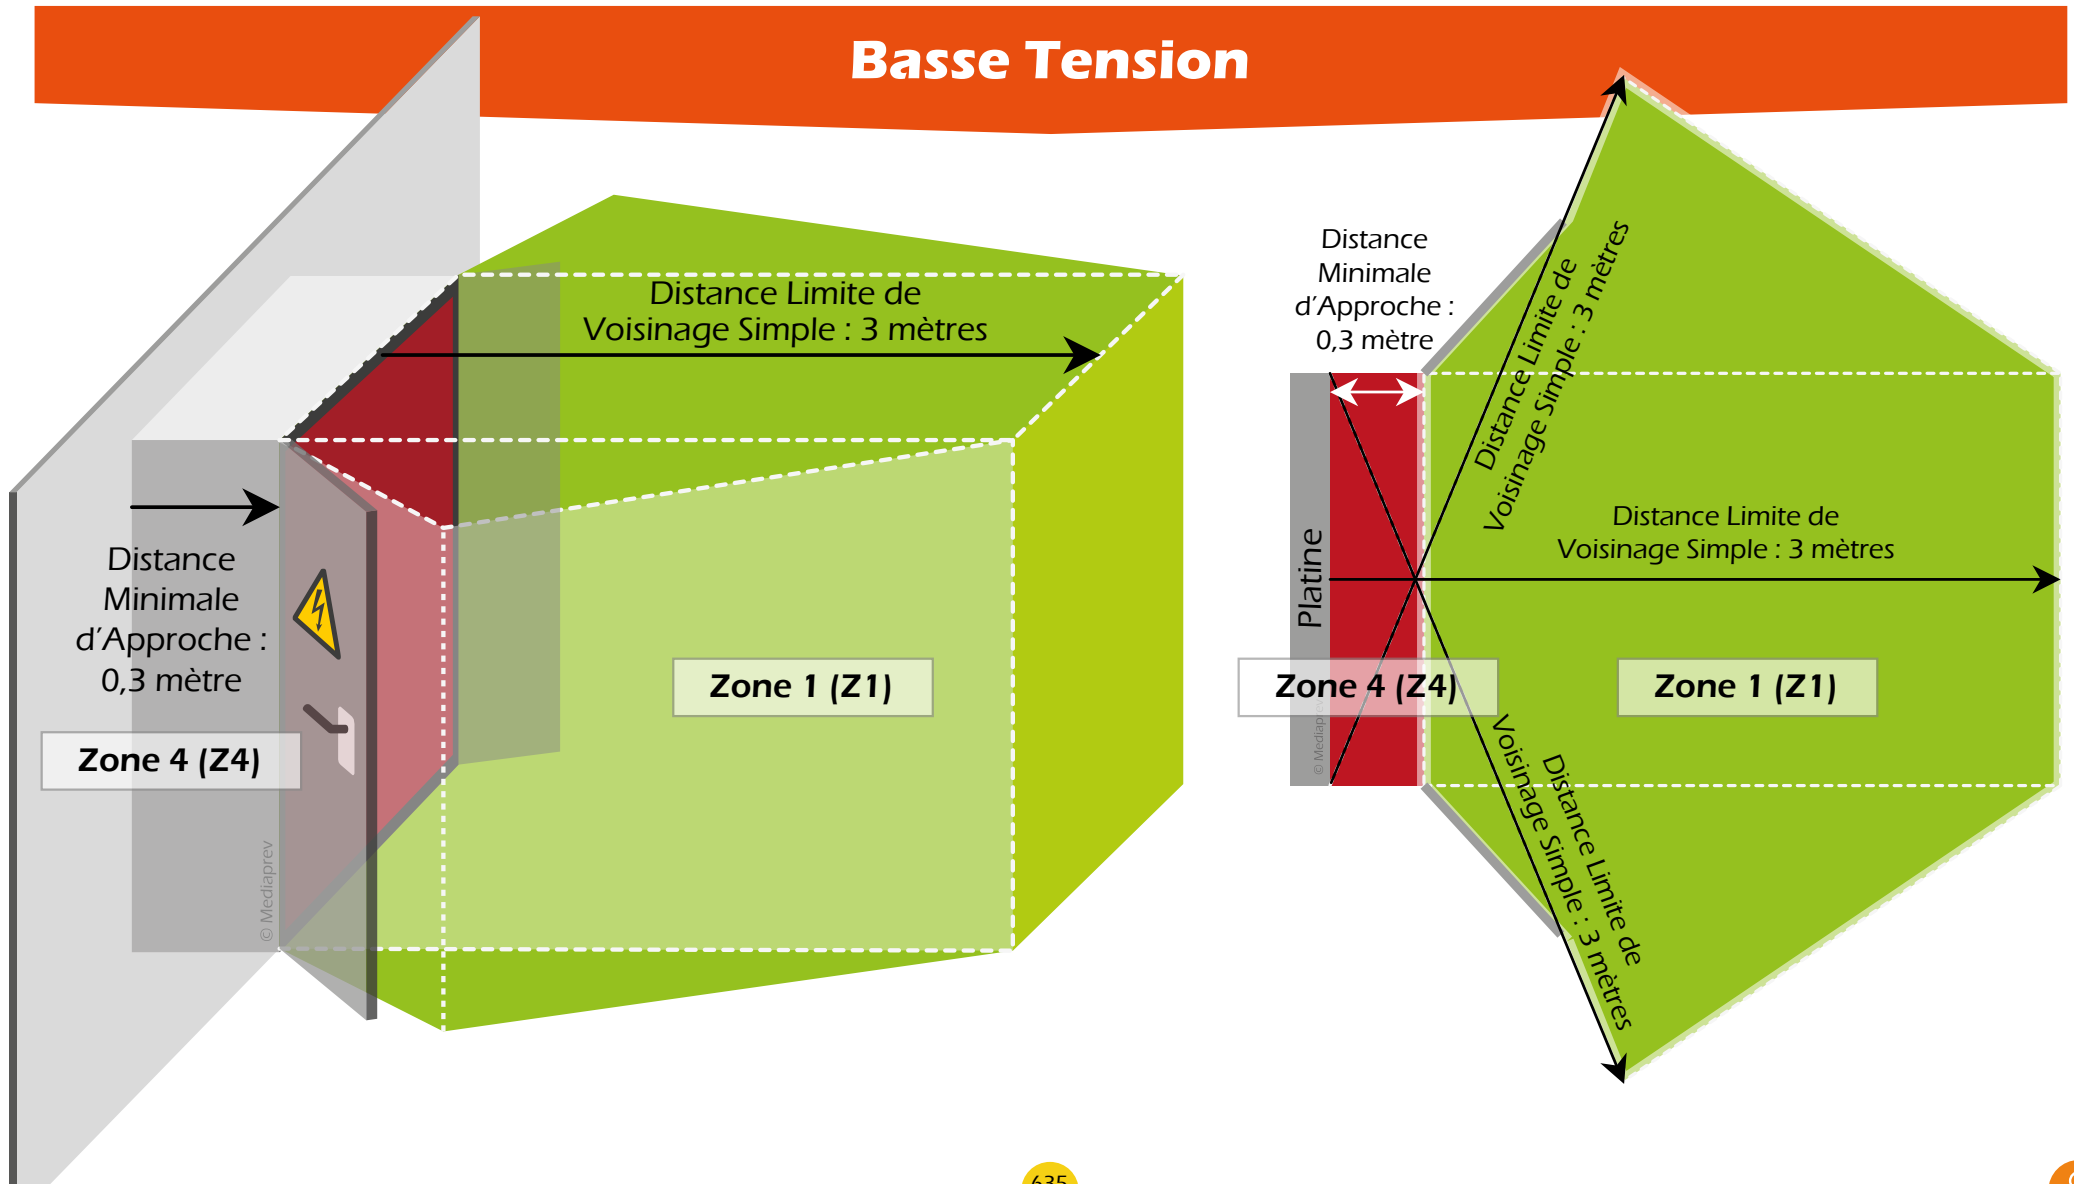 Basse Tension
Distance Limite de
Voisinage Simple : 3 mètres
Distance
Minimale
d'Approche :
0,3 mètre
Zone 4 (Z4)
Zone 1 (Z1)
© Mediaprev
Distance
Minimale
d'Approche :
0,3 mètre
Distance Limite de
Voisinage Simple : 3 mètres
Platine
Distance Limite de
Voisinage Simple : 3 mètres
Zone 4 (Z4)
Zone 1 (Z1)
© Mediaprev
Distance Limite de
Voisinage Simple : 3 mètres
635